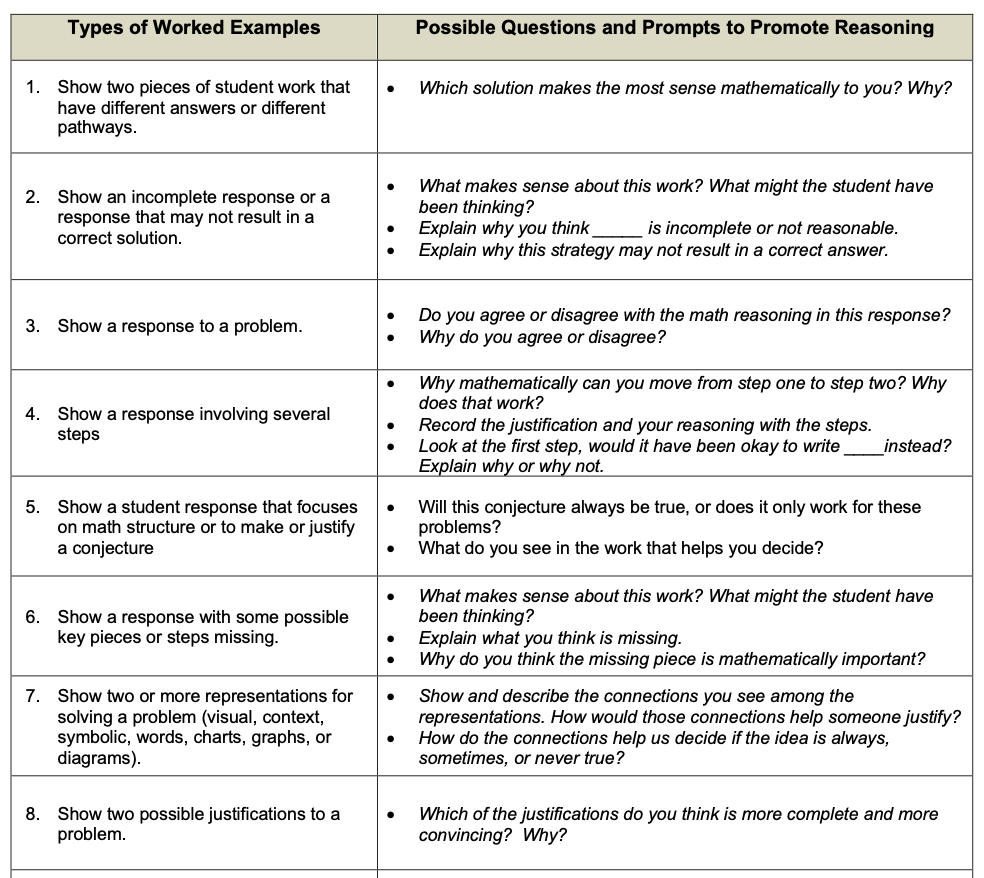 Types of Worked Examples
Possible Questions and Prompts to Promote Reasoning
1. Show two pieces of student work that
have different answers or different
pathways.
• Which solution makes the most sense mathematically to you? Why?
2. Show an incomplete response or a
response that may not result in a
correct solution.
• What makes sense about this work? What might the student have
been thinking?
• Explain why you think _____ is incomplete or not reasonable.
• Explain why this strategy may not result in a correct answer.
3. Show a response to a problem.
• Do you agree or disagree with the math reasoning in this response?
• Why do you agree or disagree?
4. Show a response involving several
steps
• Why mathematically can you move from step one to step two? Why
does that work?
• Record the justification and your reasoning with the steps.
• Look at the first step, would it have been okay to write ____instead?
Explain why or why not.
5. Show a student response that focuses
on math structure or to make or justify
a conjecture
• Will this conjecture always be true, or does it only work for these
problems?
• What do you see in the work that helps you decide?
6. Show a response with some possible
key pieces or steps missing.
• What makes sense about this work? What might the student have
been thinking?
• Explain what you think is missing.
• Why do you think the missing piece is mathematically important?
7. Show two or more representations for
solving a problem (visual, context,
symbolic, words, charts, graphs, or
diagrams).
• Show and describe the connections you see among the
representations. How would those connections help someone justify?
• How do the connections help us decide if the idea is always,
sometimes, or never true?
8. Show two possible justifications to a
problem.
• Which of the justifications do you think is more complete and more
convincing? Why?